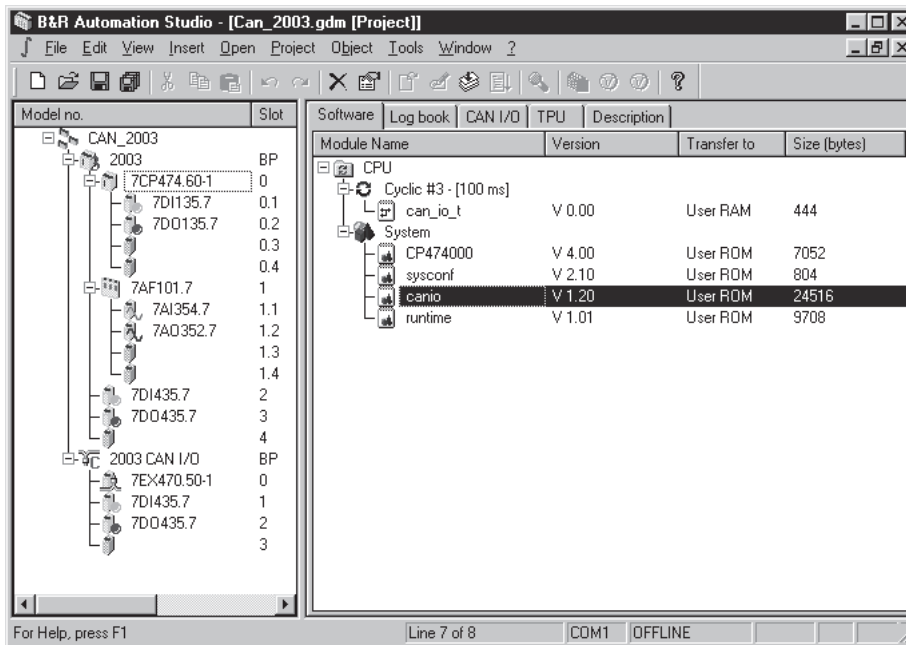 B&R Automation Studio - [Can_2003.gdm [Project]]
File Edit View Insert Open Project Object Tools Window ?
Model no. Slot
CAN_2003
2003 BP
7CP474.60-1 0
7DI135.7 0.1
7DO135.7 0.2
0.3
0.4
7AF101.7 1
7AI354.7 1.1
7AO352.7 1.2
1.3
1.4
7DI435.7 2
7DO435.7 3
4
2003 CAN I/O BP
7EX470.50-1 0
7DI435.7 1
7DO435.7 2
3
Software Log book CAN I/O TPU Description
Module Name Version Transfer to Size (bytes)
CPU
Cyclic #3 - [100 ms]
can_io_t V 0.00 User RAM 444
System
CP474000 V 4.00 User ROM 7052
sysconf V 2.10 User ROM 804
canio V 1.20 User ROM 24516
runtime V 1.01 User ROM 9708
For Help, press F1 Line 7 of 8 COM1 OFFLINE